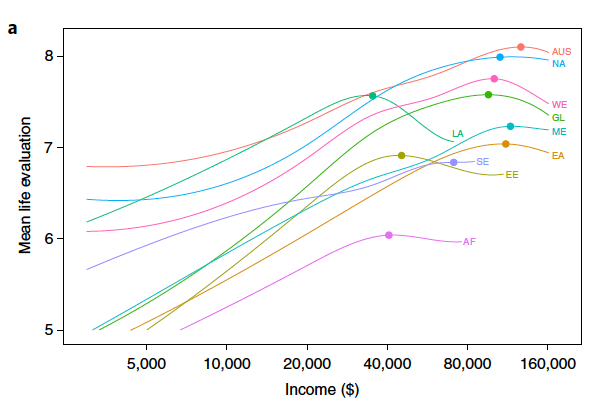 a
8
7
6
5
Mean life evaluation
AUS
NA
WE
GL
ME
LA
EA
SE
EE
AF
5,000 10,000 20,000 40,000 80,000 160,000
Income ($)